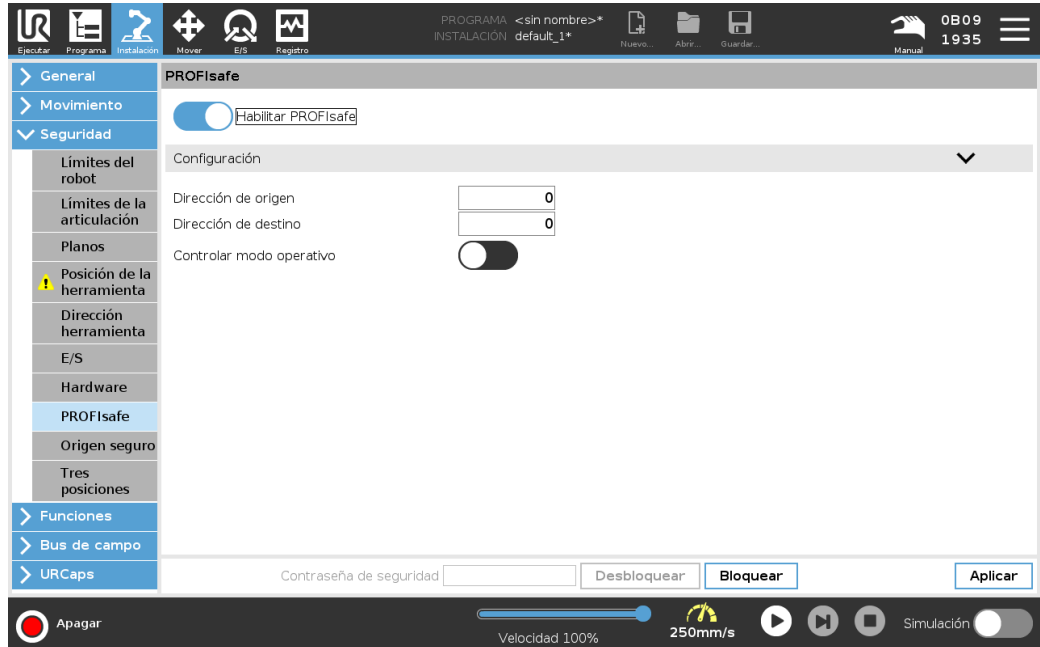 PROGRAMA <sin nombre>*
INSTALACIÓN default_1*
UR
Ejecutar
Programa
Instalación
Mover
E/S
Registro
Nuevo...
Abrir...
Guardar...
Manual
0B09
1935
General
Movimiento
Seguridad
Límites del
robot
Límites de la
articulación
Planos
Posición de la
herramienta
Dirección
herramienta
E/S
Hardware
PROFIsafe
Origen seguro
Tres
posiciones
Funciones
Bus de campo
URCaps
PROFIsafe
Habilitar PROFIsafe
Configuración
Dirección de origen 0
Dirección de destino 0
Controlar modo operativo
Contraseña de seguridad Desbloquear Bloquear Aplicar
Apagar
Velocidad 100%
250mm/s
Simulación